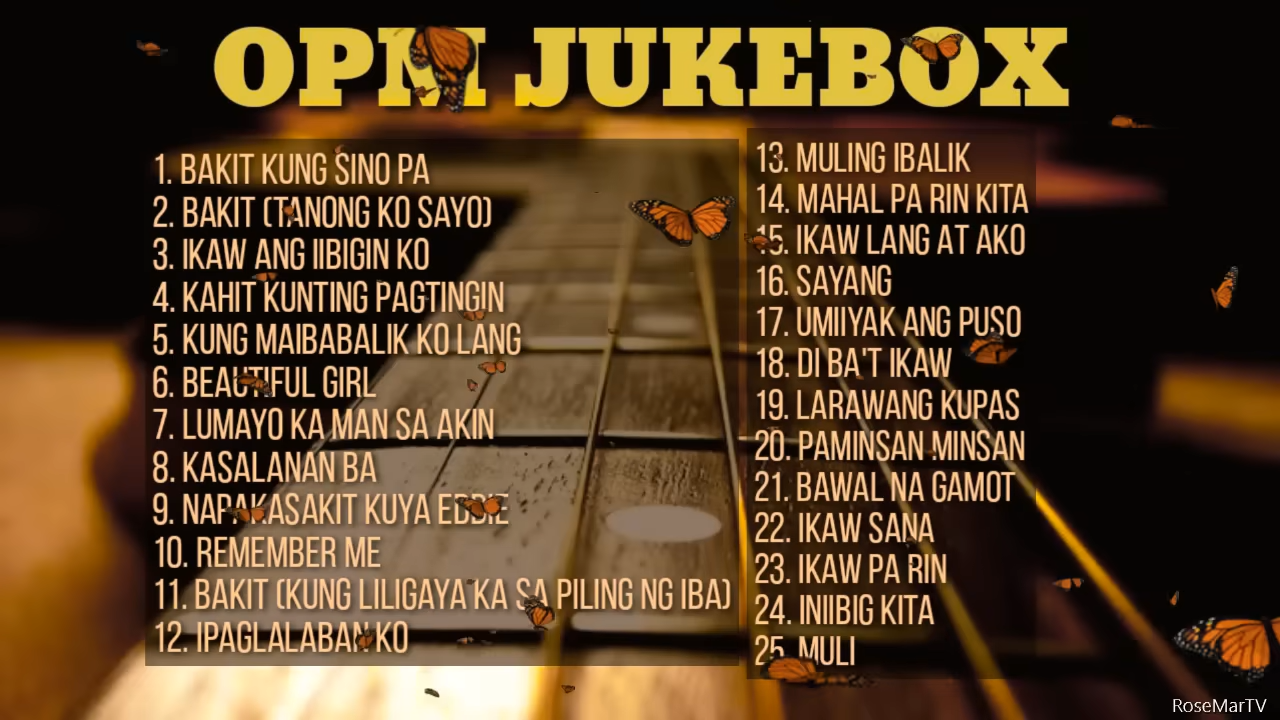 OPM JUKEBOX
1. BAKIT KUNG SINO PA
2. BAKIT (TANONG KO SAYO)
3. IKAW ANG IIBIGIN KO
4. KAHIT KUNTING PAGTINGIN
5. KUNG MAIBABALIK KO LANG
6. BEAUTIFUL GIRL
7. LUMAYO KA MAN SA AKIN
8. KASALANAN BA
9. NAPAKASAKIT KUYA EDDIE
10. REMEMBER ME
11. BAKIT (KUNG LILIGAYA KA SA PILING NG IBA)
12. IPAGLALABAN KO
13. MULING IBALIK
14. MAHAL PA RIN KITA
15. IKAW LANG AT AKO
16. SAYANG
17. UMIIYAK ANG PUSO
18. DI BA'T IKAW
19. LARAWANG KUPAS
20. PAMINSAN MINSAN
21. BAWAL NA GAMOT
22. IKAW SANA
23. IKAW PA RIN
24. INIIBIG KITA
25. MULI
RoseMarTV